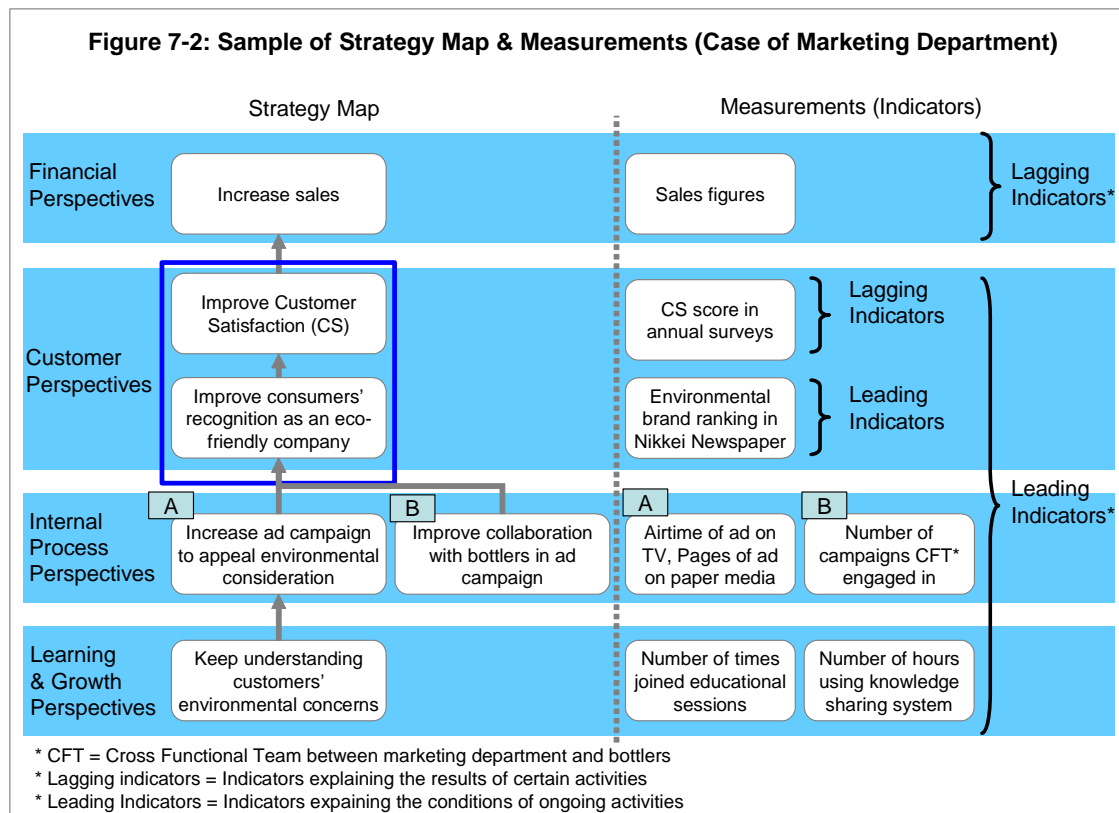 Figure 7-2: Sample of Strategy Map & Measurements (Case of Marketing Department)
Strategy Map
Measurements (Indicators)
Financial
Perspectives
Increase sales
Sales figures
Lagging
Indicators*
Customer
Perspectives
Improve Customer
Satisfaction (CS)
CS score in
annual surveys
Lagging
Indicators
Improve consumers'
recognition as an eco-
friendly company
Environmental
brand ranking in
Nikkei Newspaper
Leading
Indicators
Leading
Indicators*
Internal
Process
Perspectives
A
Increase ad campaign
to appeal environmental
consideration
B
Improve collaboration
with bottlers in ad
campaign
A
Airtime of ad on
TV, Pages of ad
on paper media
B
Number of
campaigns CFT*
engaged in
Learning
& Growth
Perspectives
Keep understanding
customers'
environmental concerns
Number of times
joined educational
sessions
Number of hours
using knowledge
sharing system
* CFT = Cross Functional Team between marketing department and bottlers
* Lagging indicators = Indicators explaining the results of certain activities
* Leading Indicators = Indicators expaining the conditions of ongoing activities